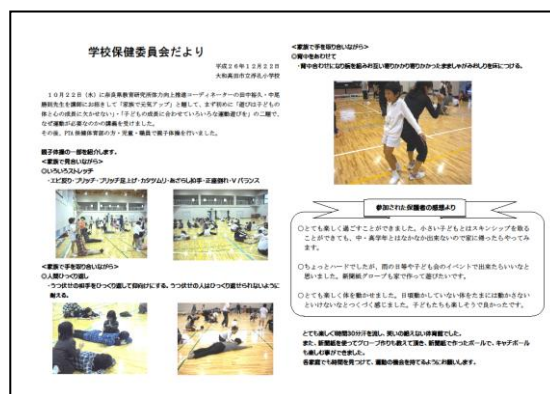 学校保健委員会だより
平成26年12月22日
大和高田市立浮孔小学校
10月22日（水）に奈良県教育研究所体力向上推進コーディネーターの田中裕久・中尾
先生を講師にお招きして「家族で元気アップ」と題して、まず初めに「遊びは子どもの
体と心の成長に欠かせない」・「子どもの成長に合わせていろいろな運動遊びを」の二題で、
なぜ運動が必要なのかの講義を受けました。
その後、PTA保健体育部の方・児童・職員で親子体操を行いました。
親子体操の一部を紹介します。
<家族で見合いながら>
◎いろいろストレッチ
・エビ反り・ブリッチ・ブリッチ足上げ・カタツムリ・あざらし拍手・正座倒れ・Vバランス
<家族で手を取り合いながら>
◎人間ひっくり返し
・うつ伏せの相手をひっくり返して仰向けにする。うつ伏せの人はひっくり返せられないように
耐える。
<家族で手を取り合いながら>
◎背中をあわせて
・背中合わせになり腕を組みお互い寄りかかり寄りかかったまましゃがみおしりを床につける。
参加された保護者の感想より
○とても楽しく過ごすことができました。小さい子どもとはスキンシップを取る
ことができても、中・高学年とはなかなか出来ないので家に帰ったらやってみ
ます。
○ちょっとハードでしたが、雨の日等や子ども会のイベントで出来たらいいなと
思いました。新聞紙グローブも家で作って遊びたいです。
○とても楽しく体を動かせました。日頃動かしていない体をたまには動かさない
といけないなとつくづく感じました。子どもたちも楽しそうで良かったです。
とても楽しく1時間30分汗を流し、笑いの絶えない体育館でした。
また、新聞紙を使ってグローブ作りも教えて頂き、新聞紙で作ったボールで、キャッチボール
も楽しむ事ができました。
各家庭でも時間を見つけて、運動の機会を持てるようにお願いします。